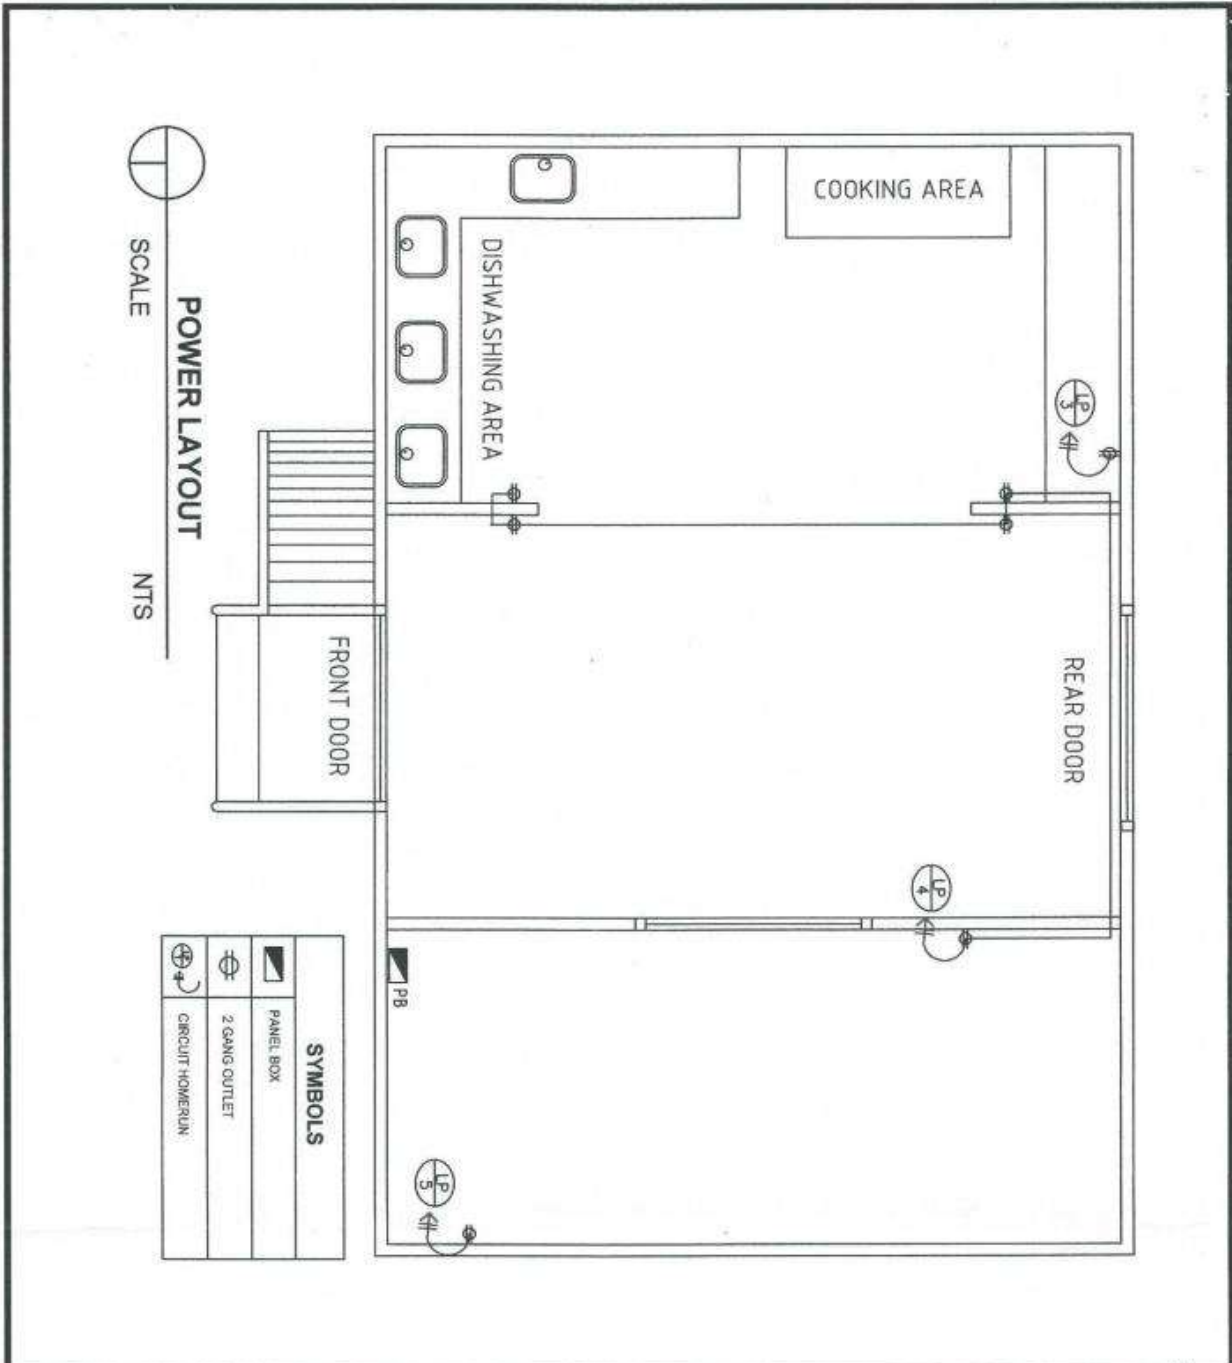 COOKING AREA
DISHWASHING AREA
LP
3
REAR DOOR
FRONT DOOR
LP
4
PB
LP
5
POWER LAYOUT
SCALE
NTS
SYMBOLS
PANEL BOX
2 GANG OUTLET
CIRCUIT HOMERUN